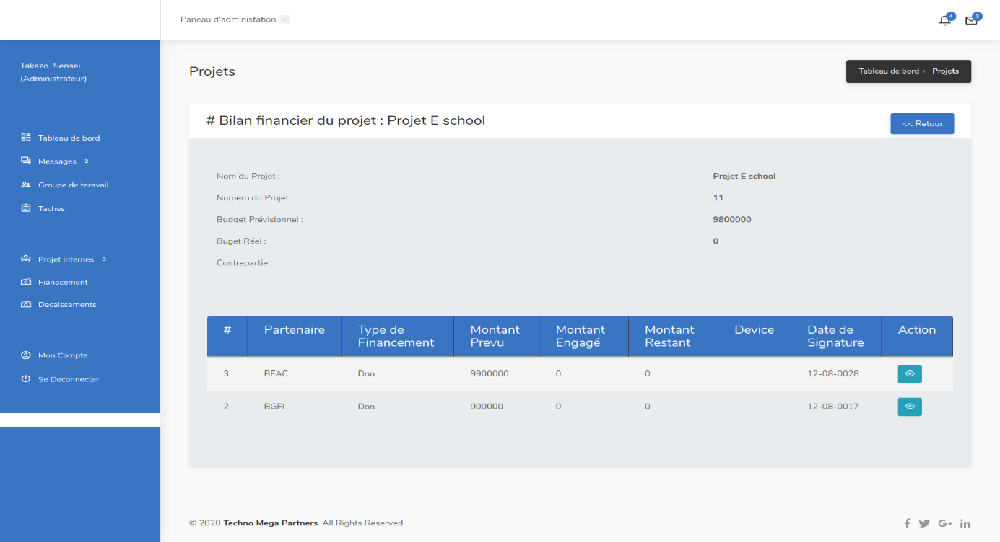 Paneau d'administation
4
3
Takezo Sensei
(Administrateur)
Tableau de bord
Messages 2
Groupe de taravail
Taches
Projet internes 3
Fianacement
Decaissements
Mon Compte
Se Deconnecter
Projets
Tableau de bord › Projets
# Bilan financier du projet : Projet E school
<< Retour
Nom du Projet : Projet E school
Numero du Projet : 11
Budget Prévisionnel : 9800000
Buget Réel : 0
Contrepartie :
# Partenaire Type de Financement Montant Prevu Montant Engagé Montant Restant Device Date de Signature Action
3 BEAC Don 9900000 0 0 12-08-0028
2 BGFI Don 900000 0 0 12-08-0017
© 2020 Techno Mega Partners. All Rights Reserved.